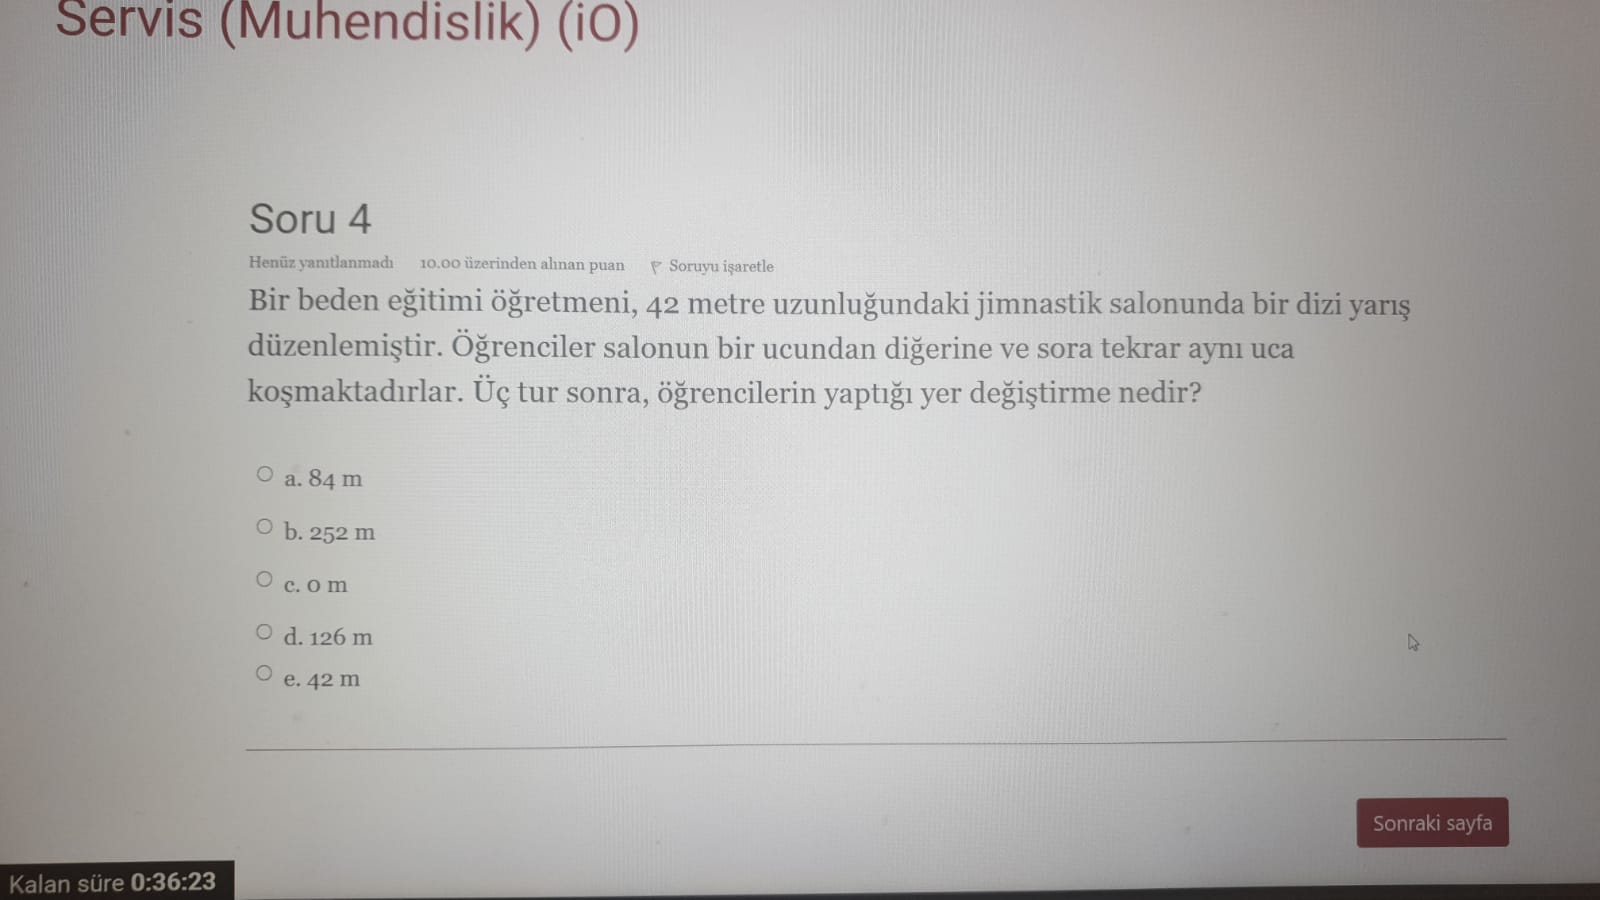 Servis (Muhendislik) (iO)
Soru 4
Henüz yanıtlanmadı 10.00 üzerinden alınan puan Soruyu işaretle
Bir beden eğitimi öğretmeni, 42 metre uzunluğundaki jimnastik salonunda bir dizi yarış
düzenlemiştir. Öğrenciler salonun bir ucundan diğerine ve sora tekrar aynı uca
koşmaktadırlar. Üç tur sonra, öğrencilerin yaptığı yer değiştirme nedir?
a. 84 m
b. 252 m
c. 0 m
d. 126 m
e. 42 m
Sonraki sayfa
Kalan süre 0:36:23